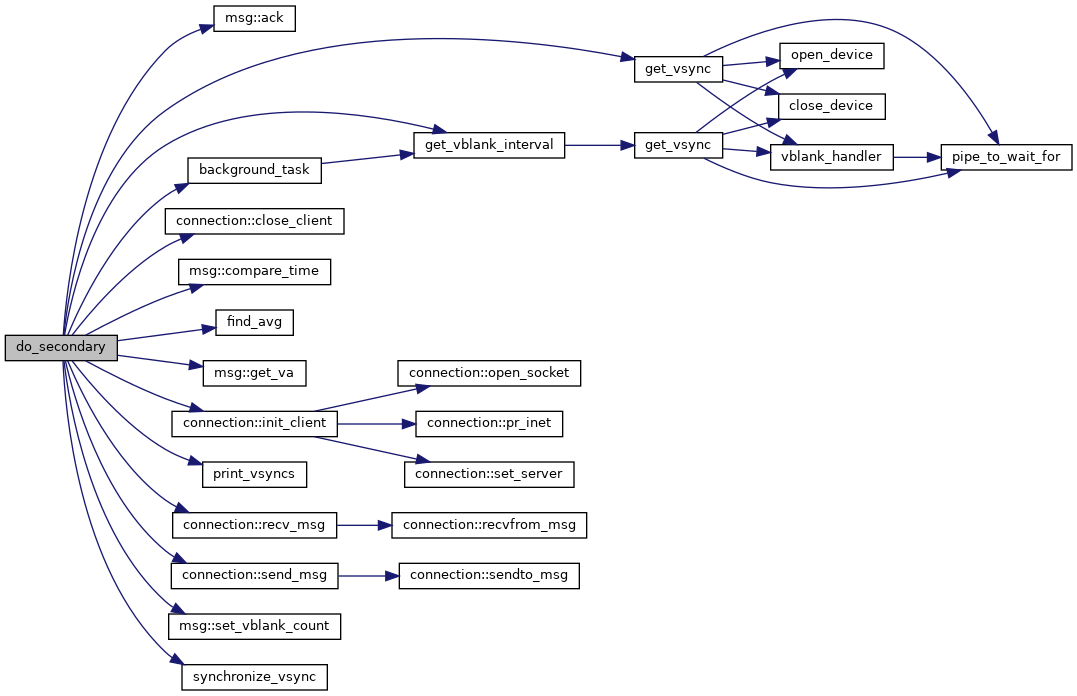 msg::ack
open_device
get_vsync
close_device
get_vblank_interval
get_vsync
vblank_handler
pipe_to_wait_for
background_task
connection::close_client
msg::compare_time
find_avg
do_secondary
msg::get_va
connection::open_socket
connection::init_client
connection::pr_inet
print_vsyncs
connection::set_server
connection::recv_msg
connection::recvfrom_msg
connection::send_msg
connection::sendto_msg
msg::set_vblank_count
synchronize_vsync